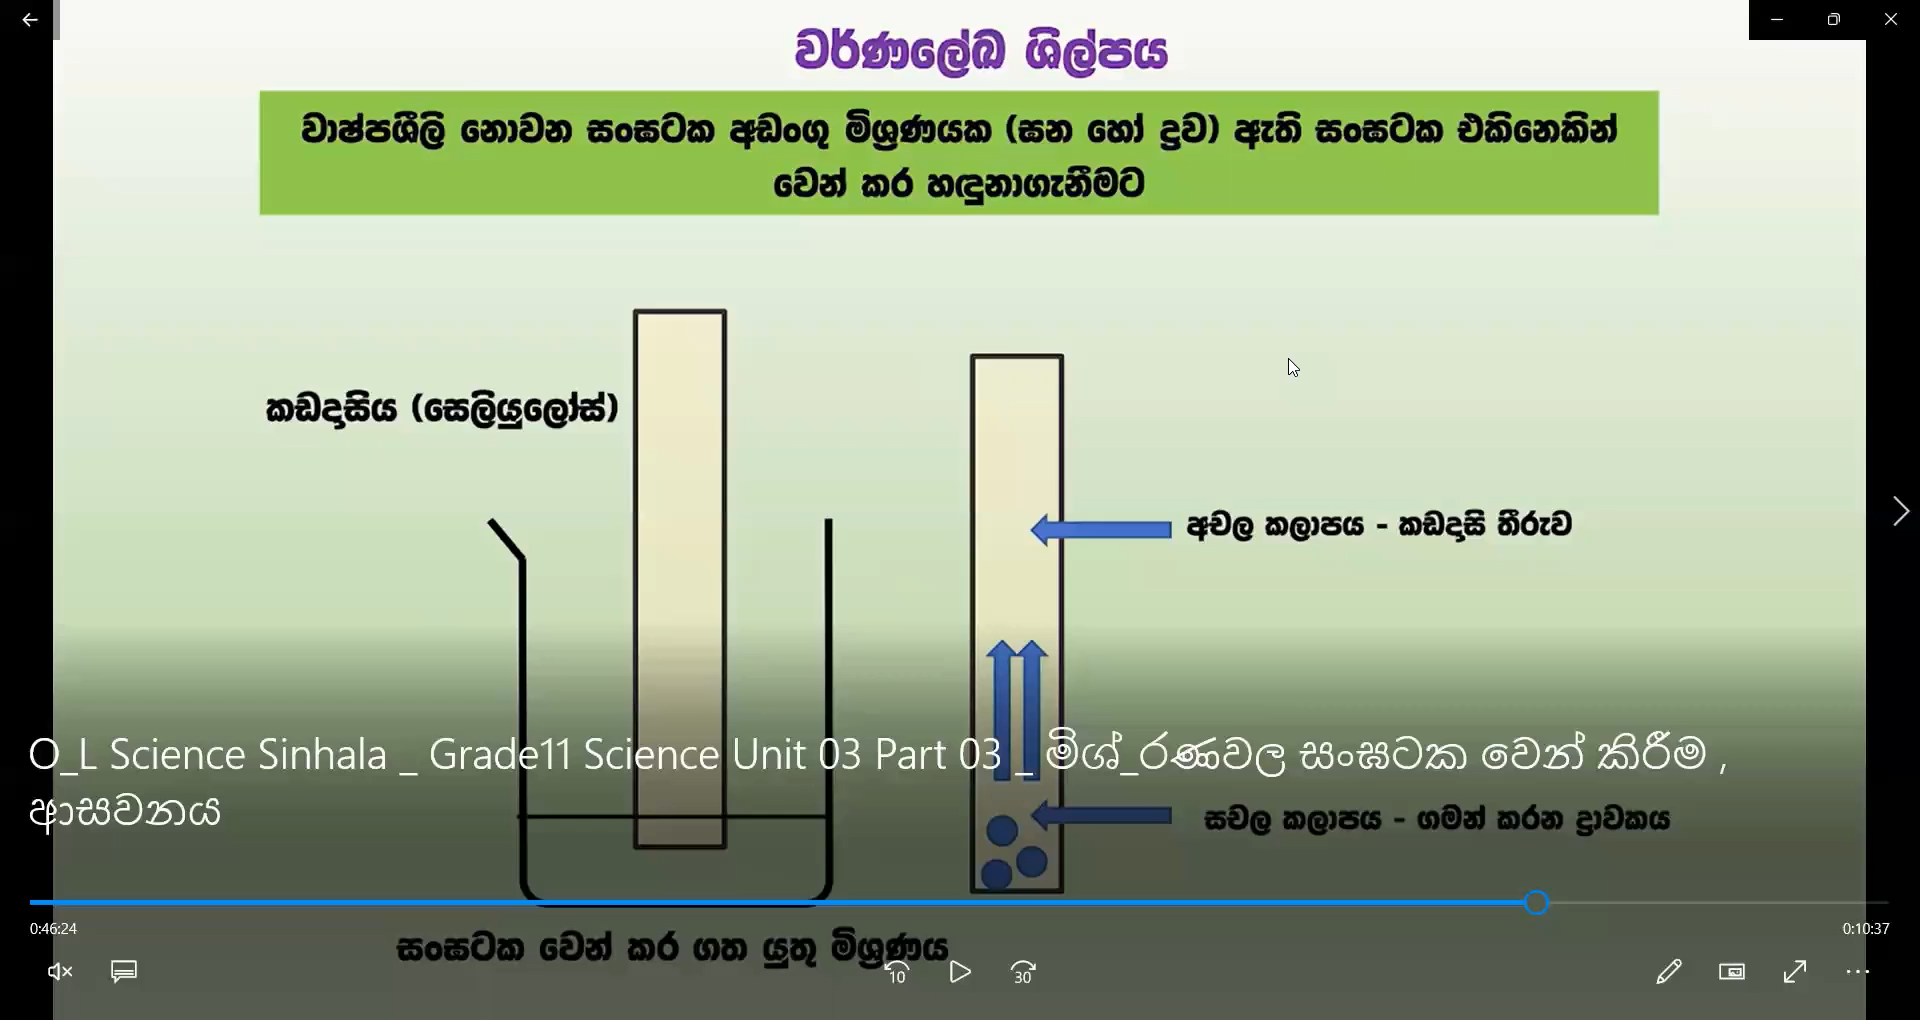 වර්ණලේඛ ශිල්පය
වාෂ්පශීලි නොවන සංඝටක අඩංගු මිශ්‍රණයක (ඝන හෝ ද්‍රව) ඇති සංඝටක එකිනෙකින්
වෙන් කර හඳුනාගැනීමට
කඩදාසිය (සෙලියුලෝස්)
අචල කලාපය - කඩදාසි තීරුව
O_L Science Sinhala _ Grade11 Science Unit 03 Part 03 _ මිශ්_රණවල සංඝටක වෙන් කිරීම ,
ආසවනය
සචල කලාපය - ගමන් කරන ද්‍රාවකය
0:46:24
0:10:37
සංඝටක වෙන් කර ගත යුතු මිශ්‍රණය
10
30